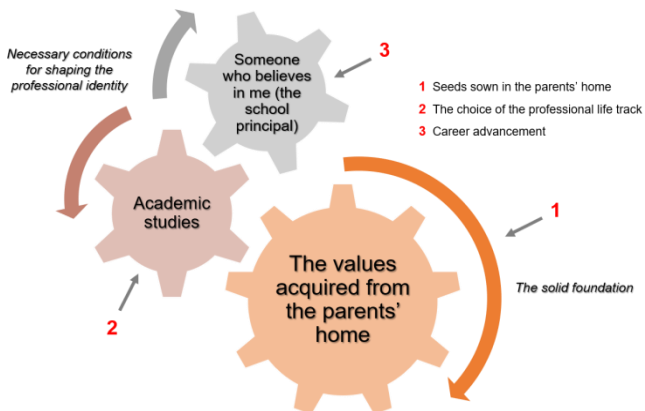 Necessary conditions
for shaping the
professional identity
Someone
who believes
in me (the
school
principal)
3
1 Seeds sown in the parents’ home
2 The choice of the professional life track
3 Career advancement
Academic
studies
1
The values
acquired from
the parents’
home
The solid foundation
2